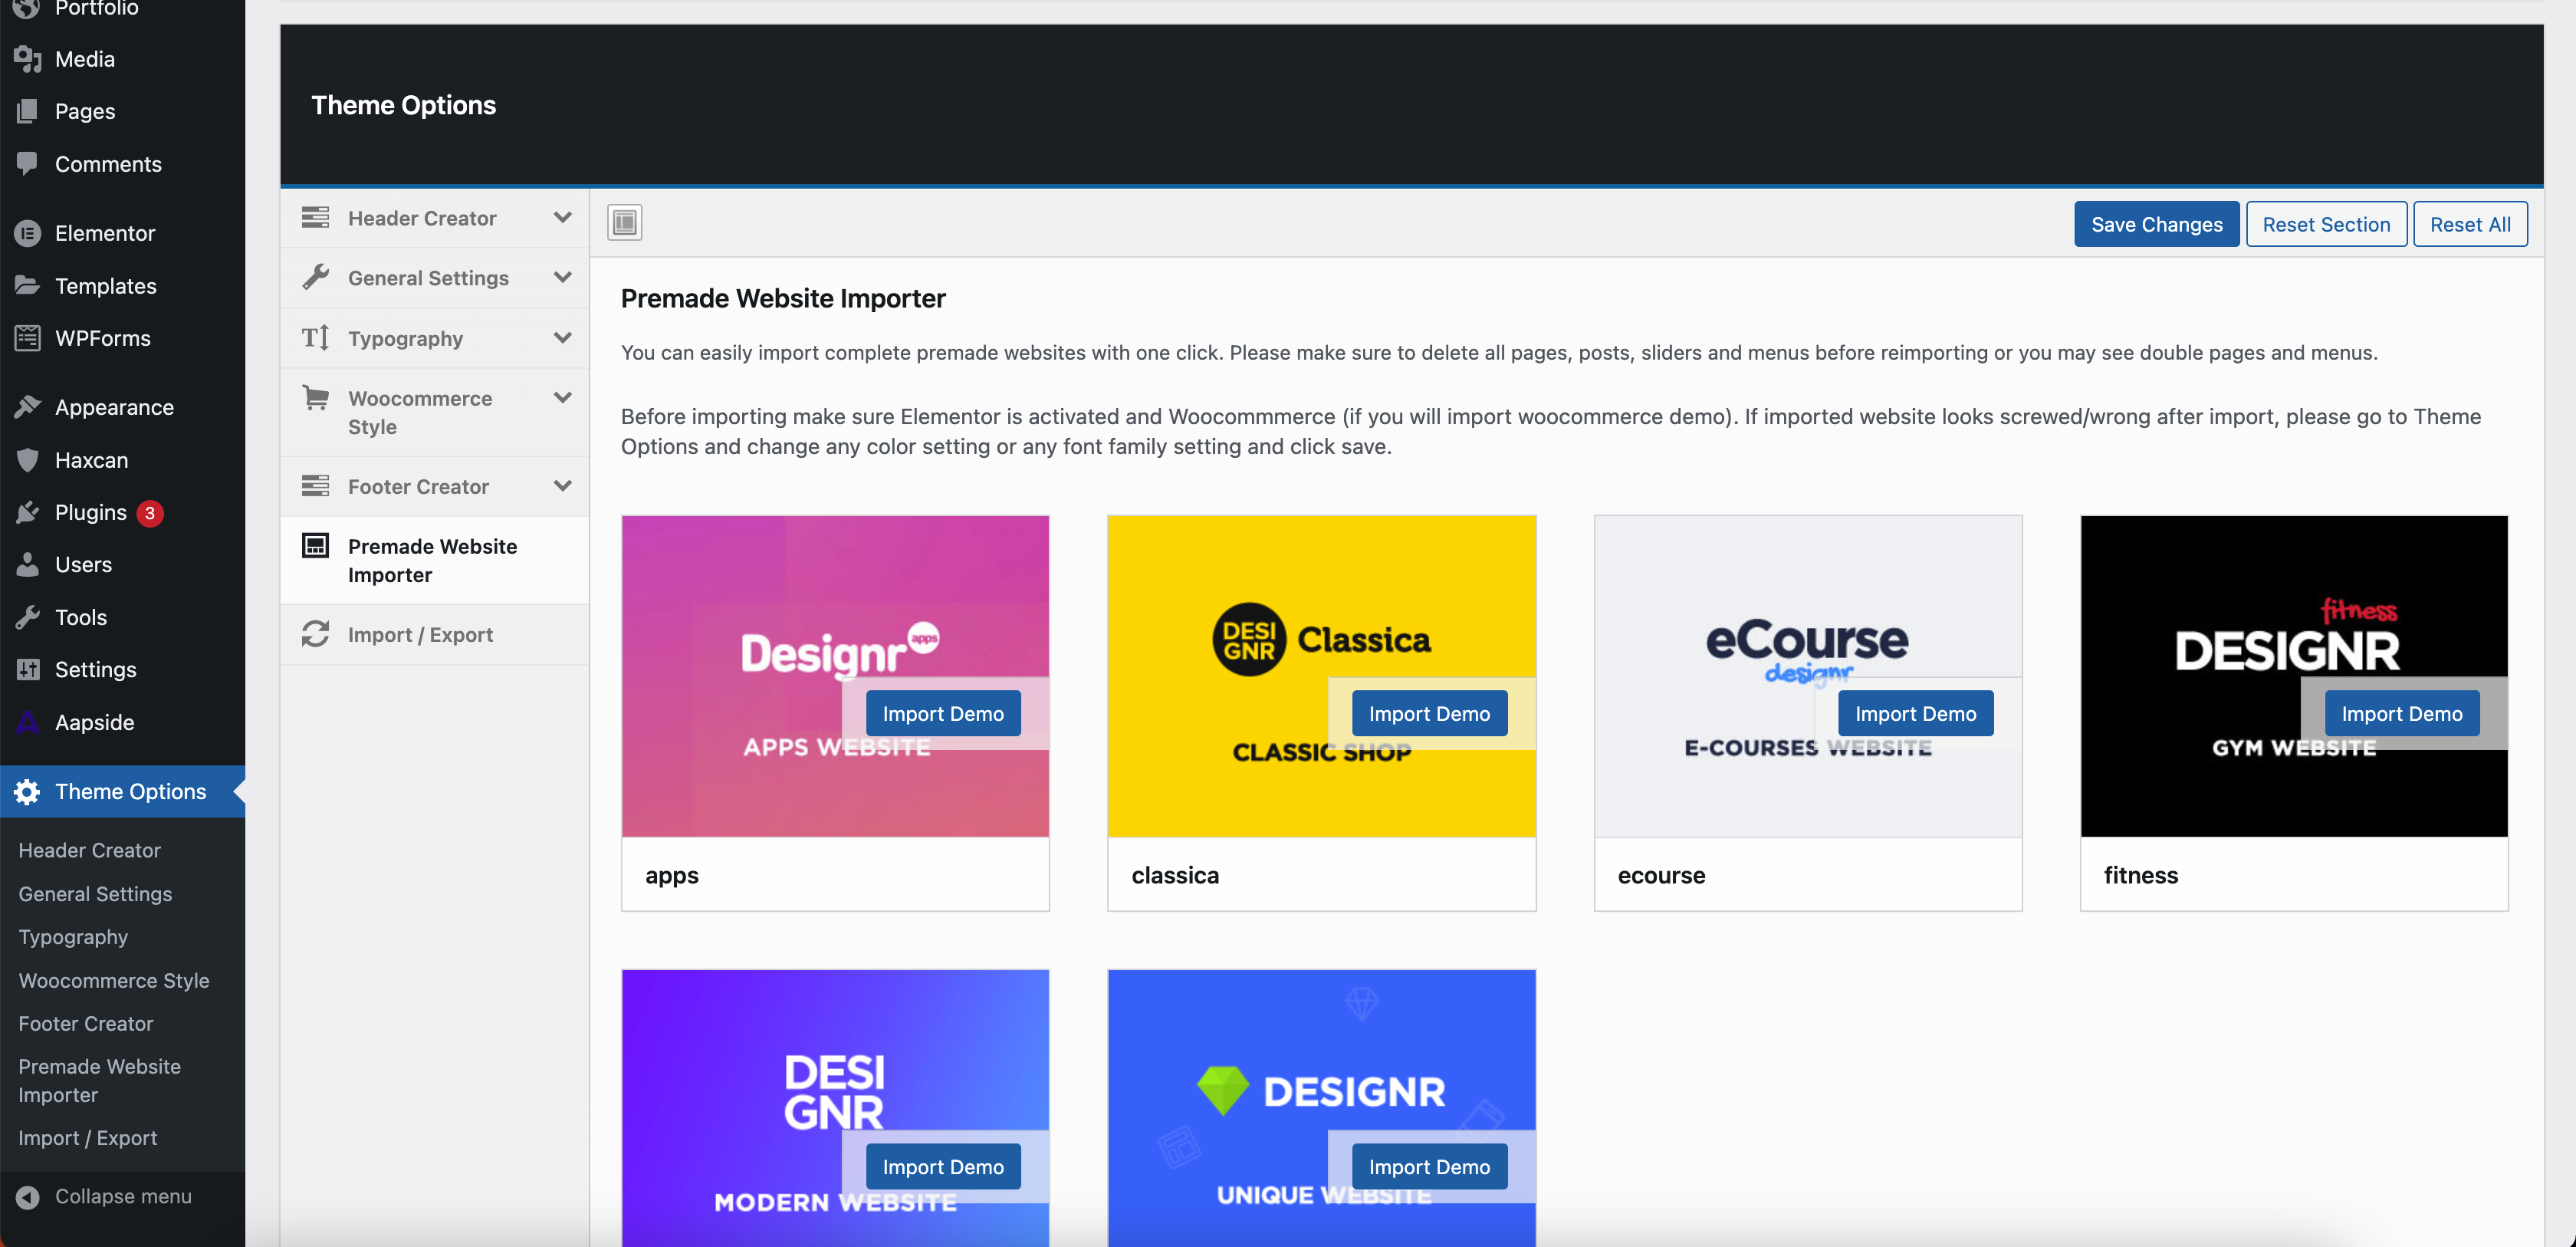 Portfolio
Media
Pages
Comments
Elementor
Templates
WPForms
Appearance
Haxcan
Plugins 3
Users
Tools
Settings
Aapside
Theme Options
Header Creator
General Settings
Typography
Woocommerce Style
Footer Creator
Premade Website
Importer
Import / Export
Collapse menu
Theme Options
Header Creator
General Settings
Typography
Woocommerce
Style
Footer Creator
Premade Website
Importer
Import / Export
Save Changes
Reset Section
Reset All
Premade Website Importer
You can easily import complete premade websites with one click. Please make sure to delete all pages, posts, sliders and menus before reimporting or you may see double pages and menus.
Before importing make sure Elementor is activated and Woocommmerce (if you will import woocommerce demo). If imported website looks screwed/wrong after import, please go to Theme
Options and change any color setting or any font family setting and click save.
Designr apps
Import Demo
APPS WEBSITE
apps
DESI
GNR
Classica
Import Demo
CLASSIC SHOP
classica
eCourse
designr
Import Demo
E-COURSES WEBSITE
ecourse
fitness
DESIGNR
Import Demo
GYM WEBSITE
fitness
DESI
GNR
Import Demo
MODERN WEBSITE
DESIGNR
Import Demo
UNIQUE WEBSITE